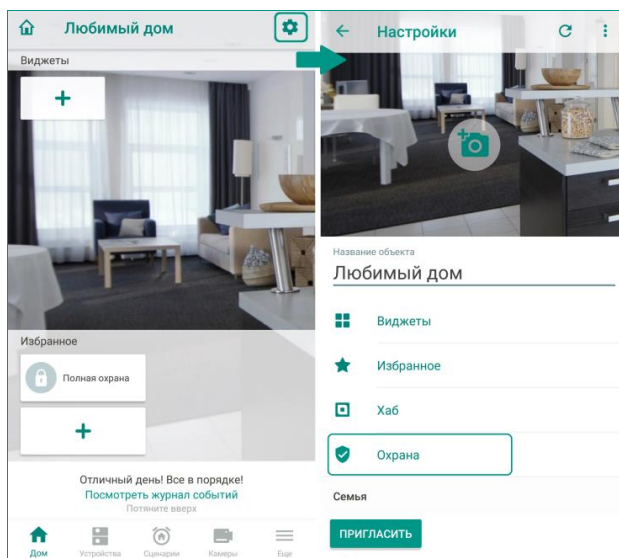 Любимый дом
Виджеты
Избранное
Полная охрана
Отличный день! Все в порядке!
Посмотреть журнал событий
Потяните вверх
Дом
Устройства
Сценарии
Камеры
Еще
Настройки
Название объекта
Любимый дом
Виджеты
Избранное
Хаб
Охрана
Семья
ПРИГЛАСИТЬ